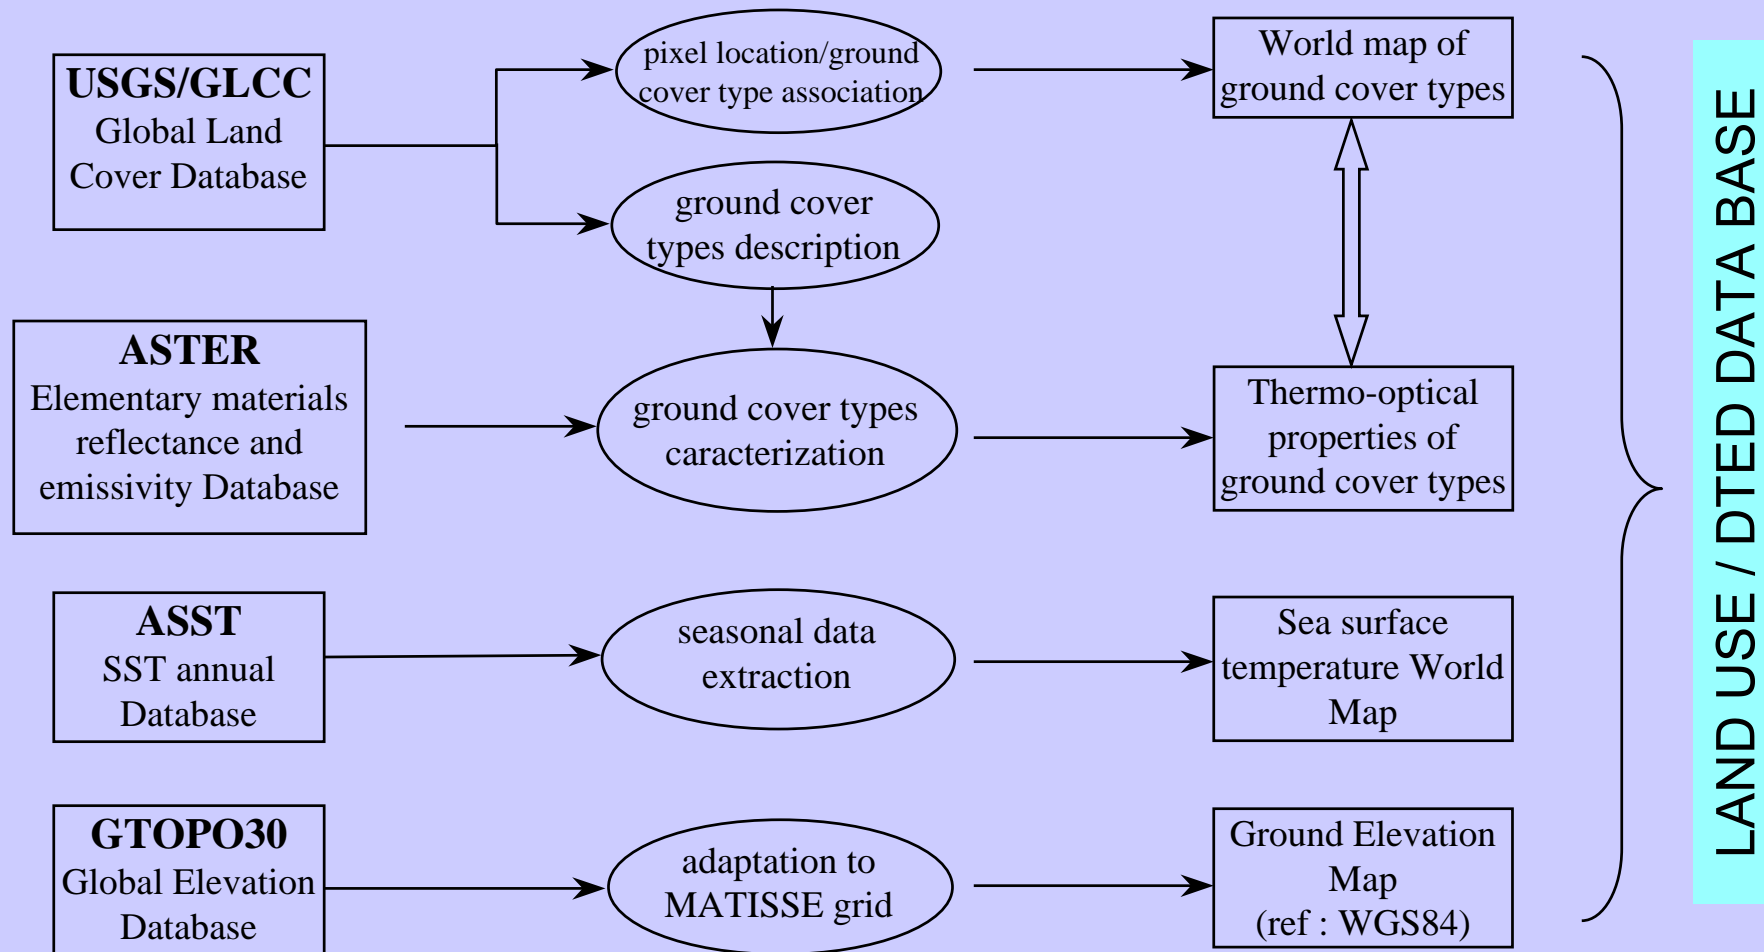 USGS/GLCC
Global Land
Cover Database
pixel location/ground
cover type association
World map of
ground cover types
ground cover
types description
ASTER
Elementary materials
reflectance and
emissivity Database
ground cover types
caracterization
Thermo-optical
properties of
ground cover types
ASST
SST annual
Database
seasonal data
extraction
Sea surface
temperature World
Map
GTOPO30
Global Elevation
Database
adaptation to
MATISSE grid
Ground Elevation
Map
(ref : WGS84)
LAND USE / DTED DATA BASE